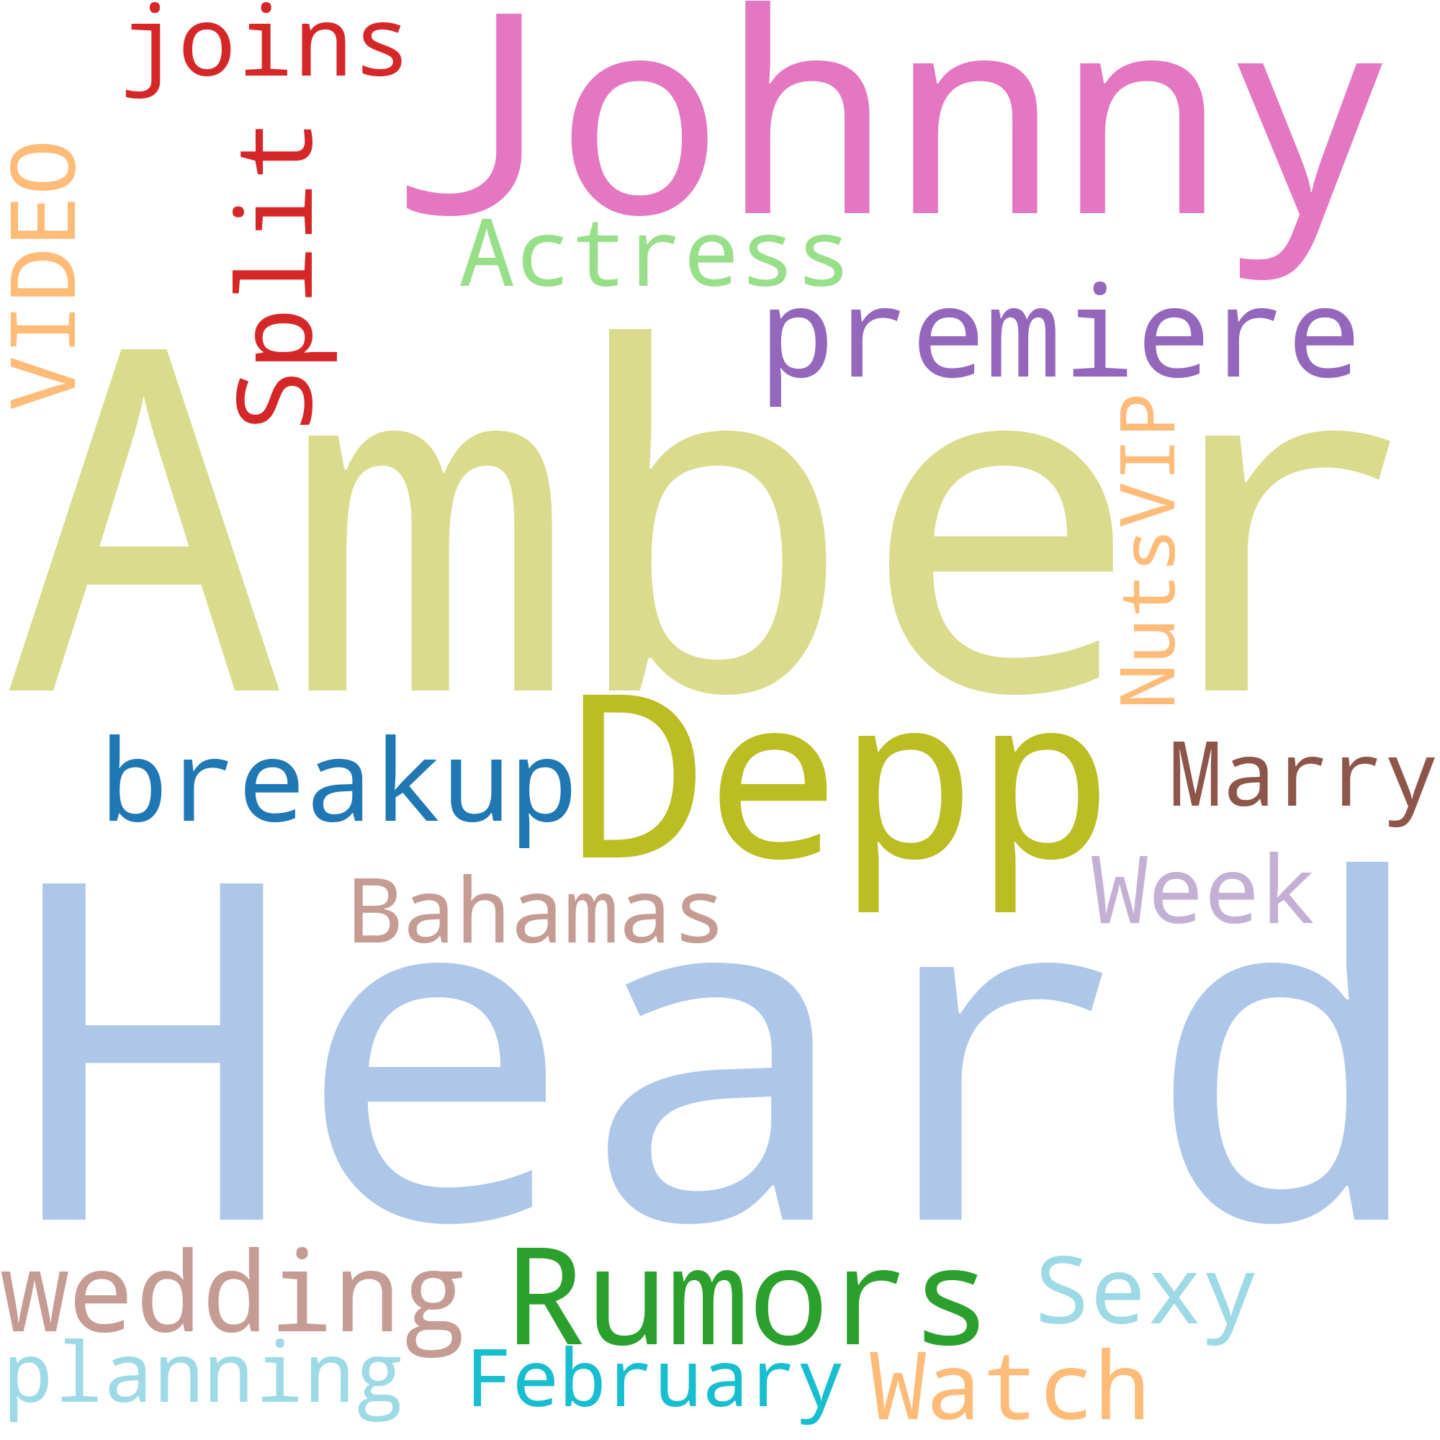 joins
Johnny
VIDEO
Split
Actress
premiere
Amber
NutsVIP
Depp
breakup
Marry
Week
Bahamas
Heard
wedding
Rumors
Sexy
planning
February
Watch